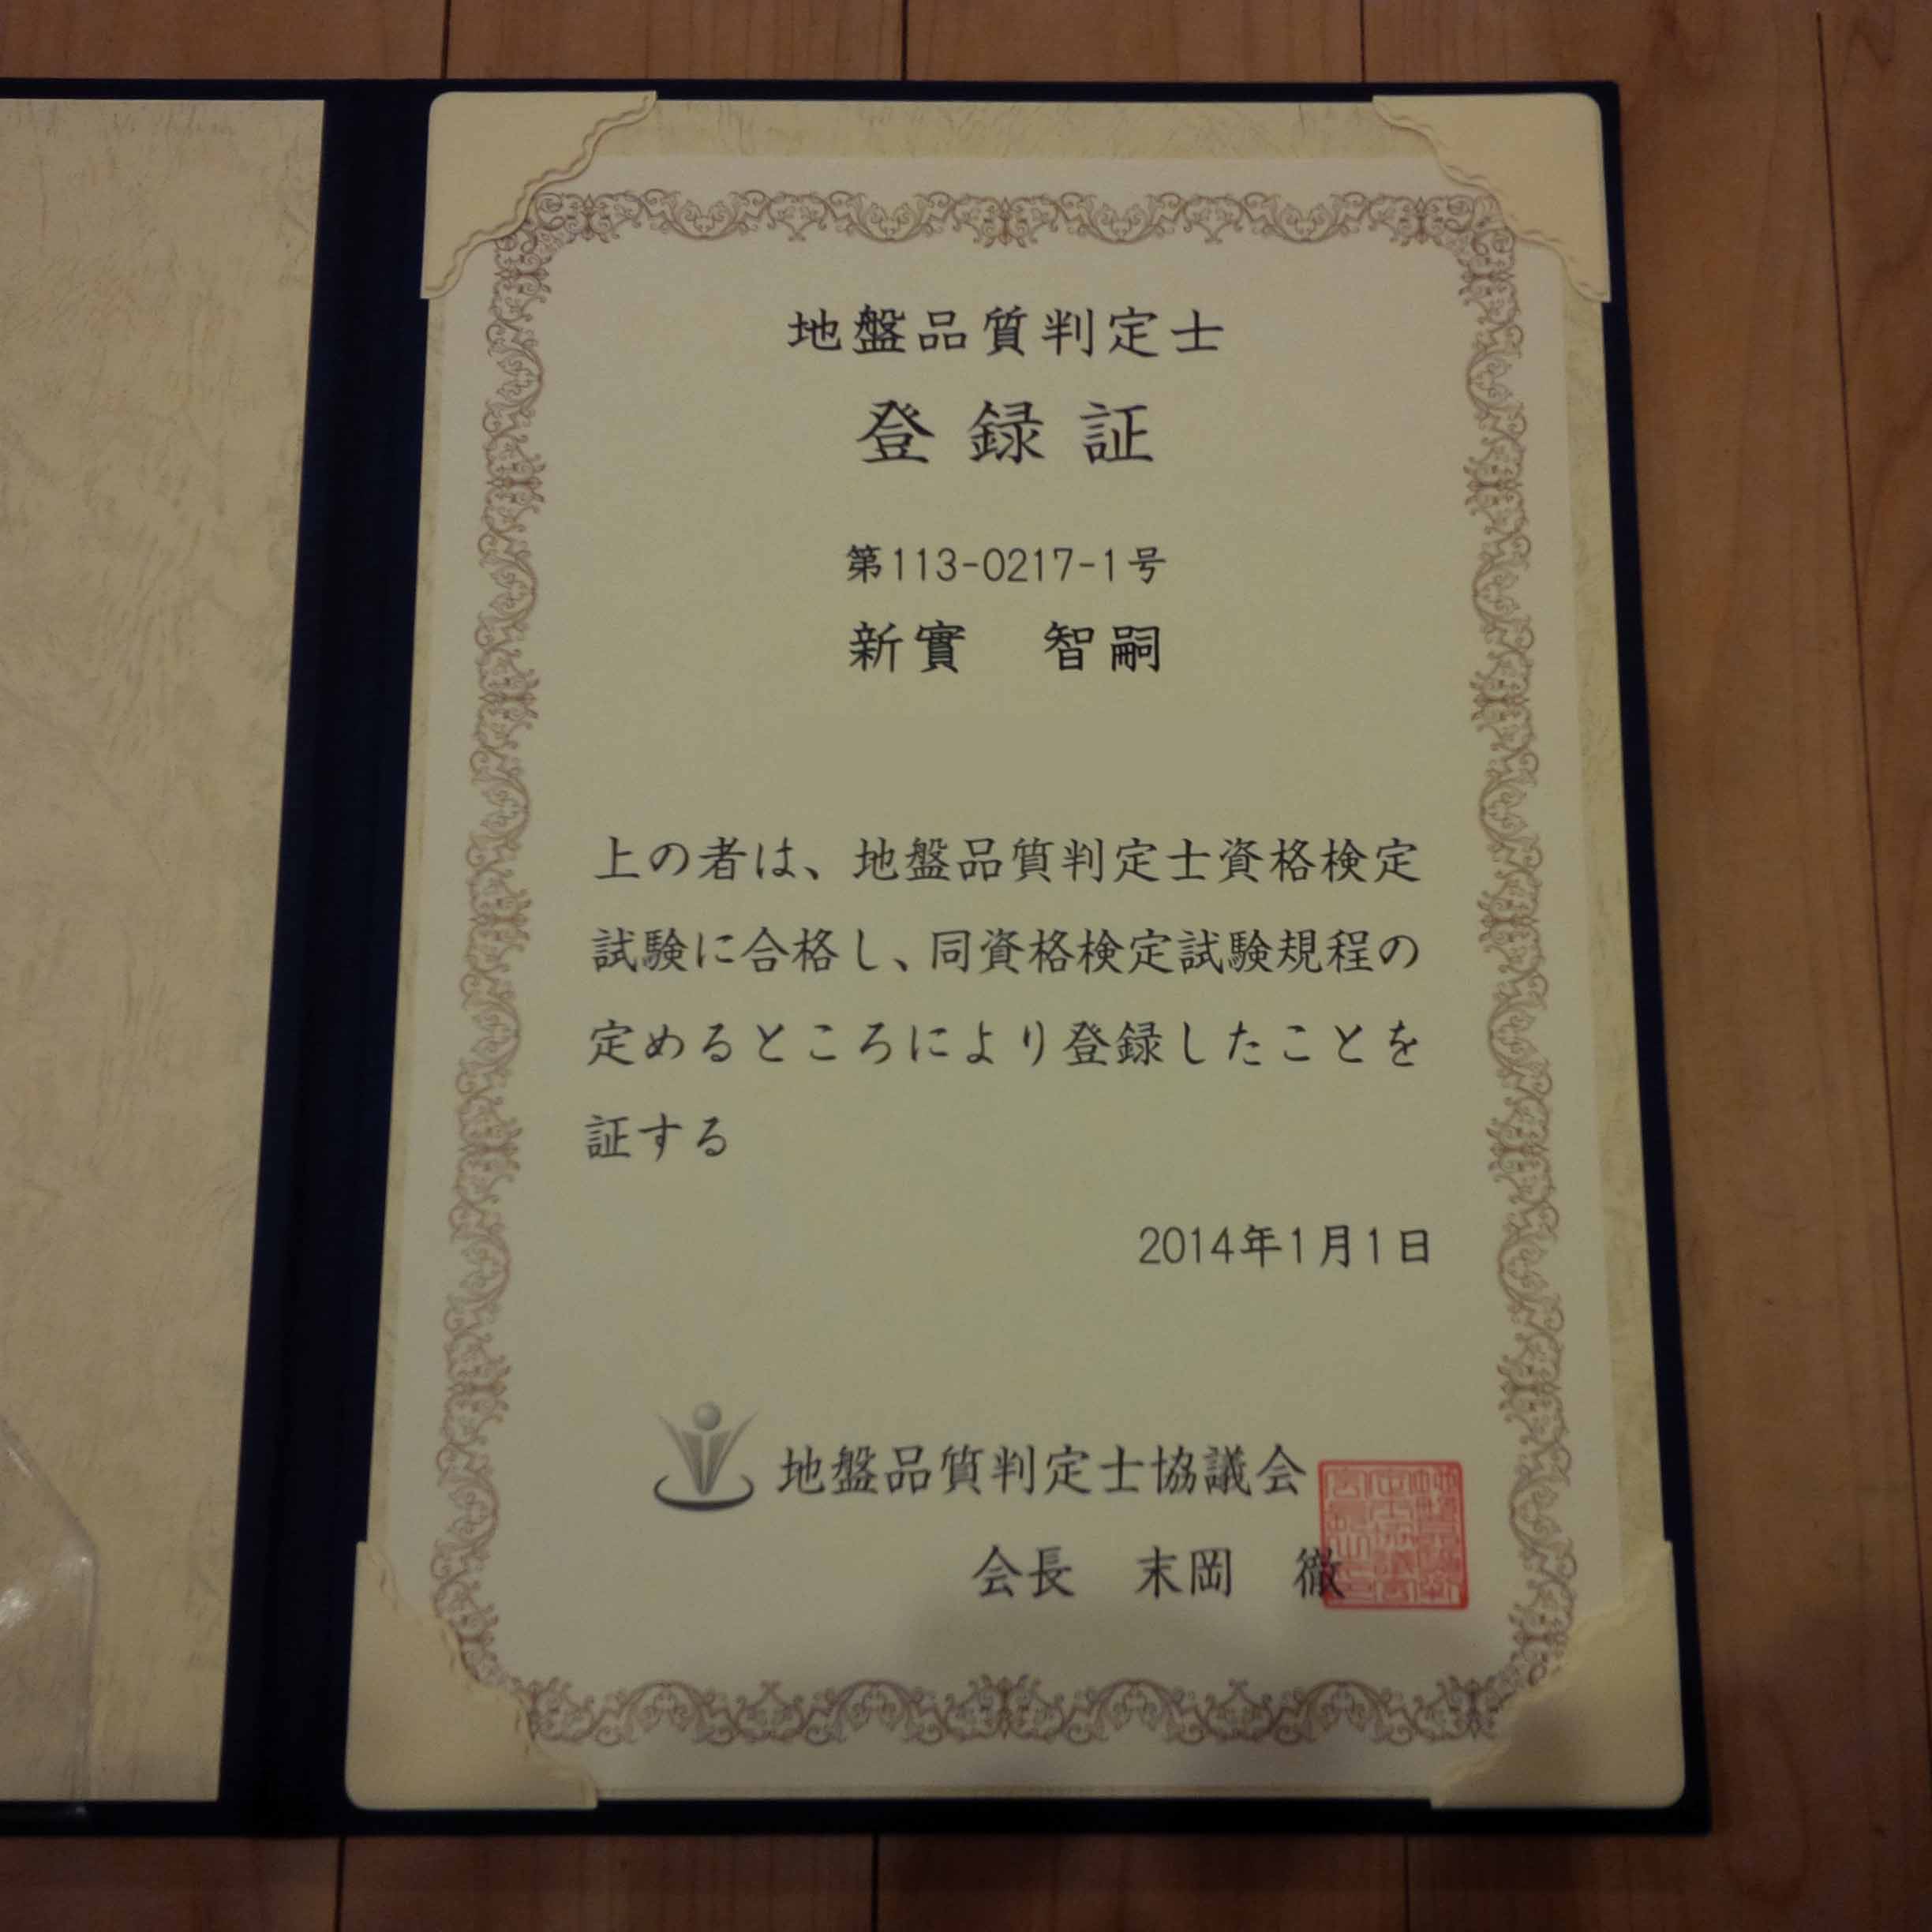 地盤品質判定士
登録証
第113-0217-1号
新實　智嗣
上の者は、地盤品質判定士資格検定
試験に合格し、同資格検定試験規程の
定めるところにより登録したことを
証する
2014年1月1日
地盤品質判定士協議会
会長　末岡　徹